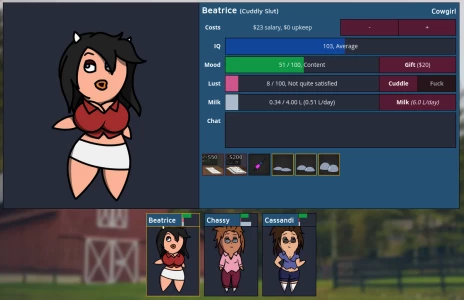 Beatrice (Cuddly Slut) Cowgirl
Costs $23 salary, $0 upkeep - +
IQ 103, Average
Mood 51 / 100, Content Gift ($20)
Lust 8 / 100, Not quite satisfied Cuddle Fuck
Milk 0.34 / 4.00 L (0.51 L/day) Milk (6.0 L/day)
Chat
$50 $200
Beatrice Chassy Cassandi